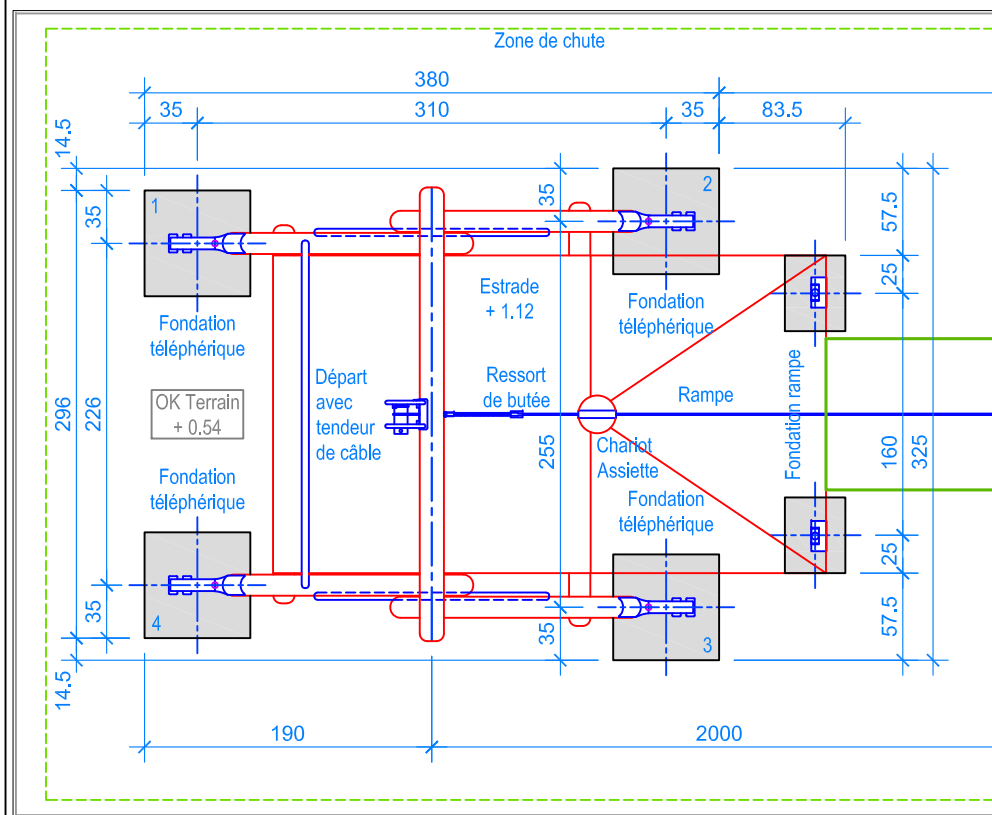 Zone de chute
380
35
310
35
83.5
14.5
35
296
226
35
14.5
1
2
35
57.5
25
Estrade
+ 1.12
Fondation
téléphérique
Fondation
téléphérique
OK Terrain
+ 0.54
Départ
avec
tendeur
de câble
Ressort
de butée
Rampe
Fondation rampe
255
160
325
Chariot
Assiette
Fondation
téléphérique
Fondation
téléphérique
4
3
35
25
57.5
190
2000